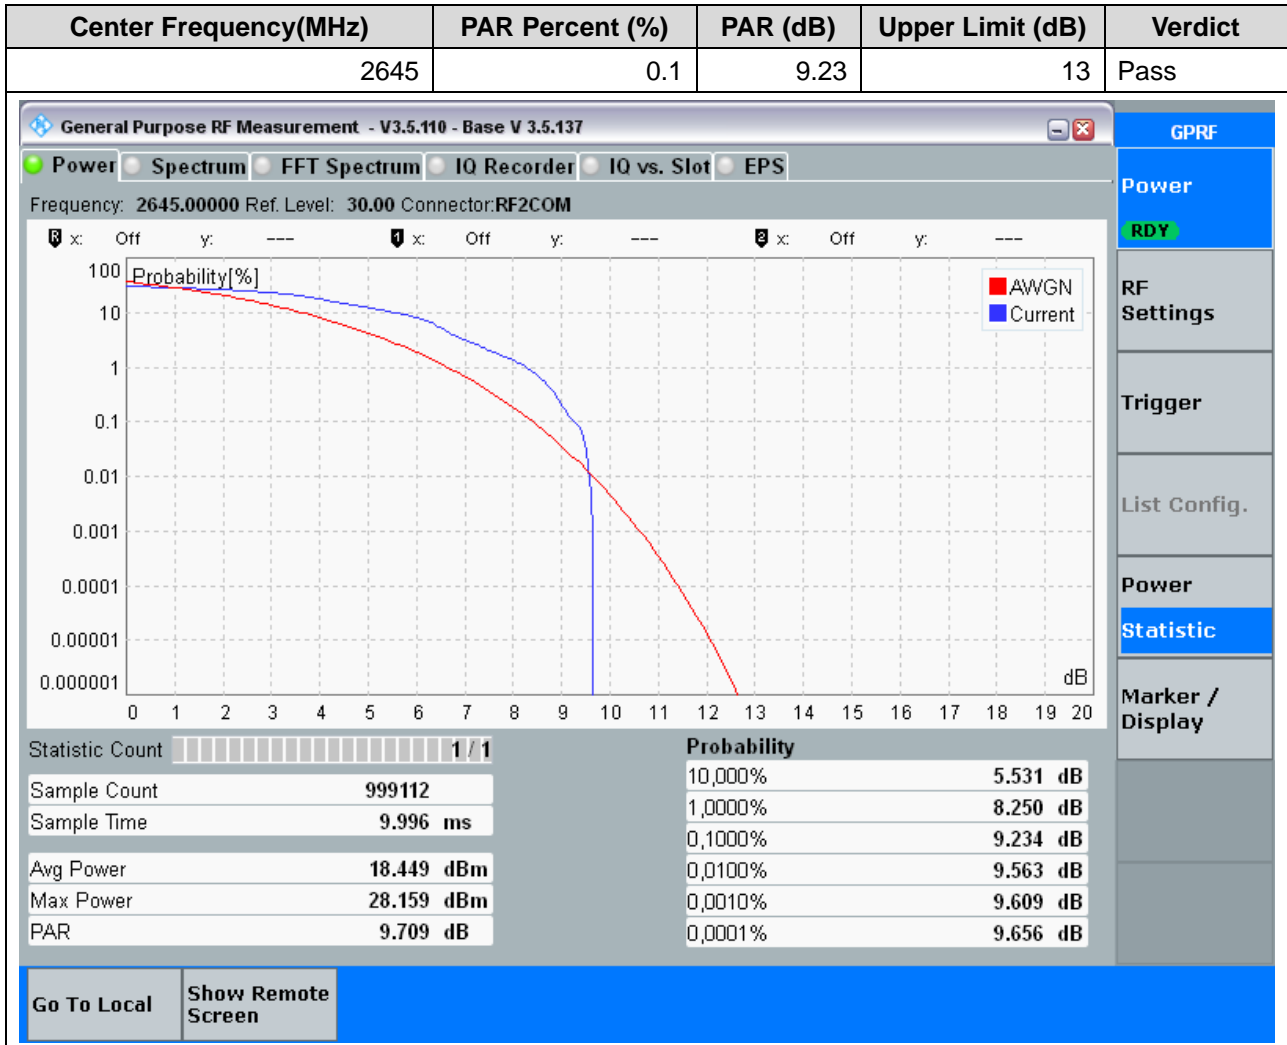 Center Frequency(MHz) PAR Percent (%) PAR (dB) Upper Limit (dB) Verdict
2645 0.1 9.23 13 Pass
General Purpose RF Measurement - V3.5.110 - Base V 3.5.137
GPRF
Power Spectrum FFT Spectrum IQ Recorder IQ vs. Slot EPS
Frequency: 2645.00000 Ref. Level: 30.00 Connector:RF2COM
R x: Off y: --- 1 x: Off y: --- 2 x: Off y: ---
Probability[%]
AWGN
Current
100
10
1
0.1
0.01
0.001
0.0001
0.00001
0.000001
dB
0 1 2 3 4 5 6 7 8 9 10 11 12 13 14 15 16 17 18 19 20
Statistic Count 1 / 1
Sample Count 999112
Sample Time 9.996 ms
Avg Power 18.449 dBm
Max Power 28.159 dBm
PAR 9.709 dB
Probability
10,000% 5.531 dB
1,0000% 8.250 dB
0,1000% 9.234 dB
0,0100% 9.563 dB
0,0010% 9.609 dB
0,0001% 9.656 dB
Power
RDY
RF
Settings
Trigger
List Config.
Power
Statistic
Marker /
Display
Go To Local
Show Remote
Screen